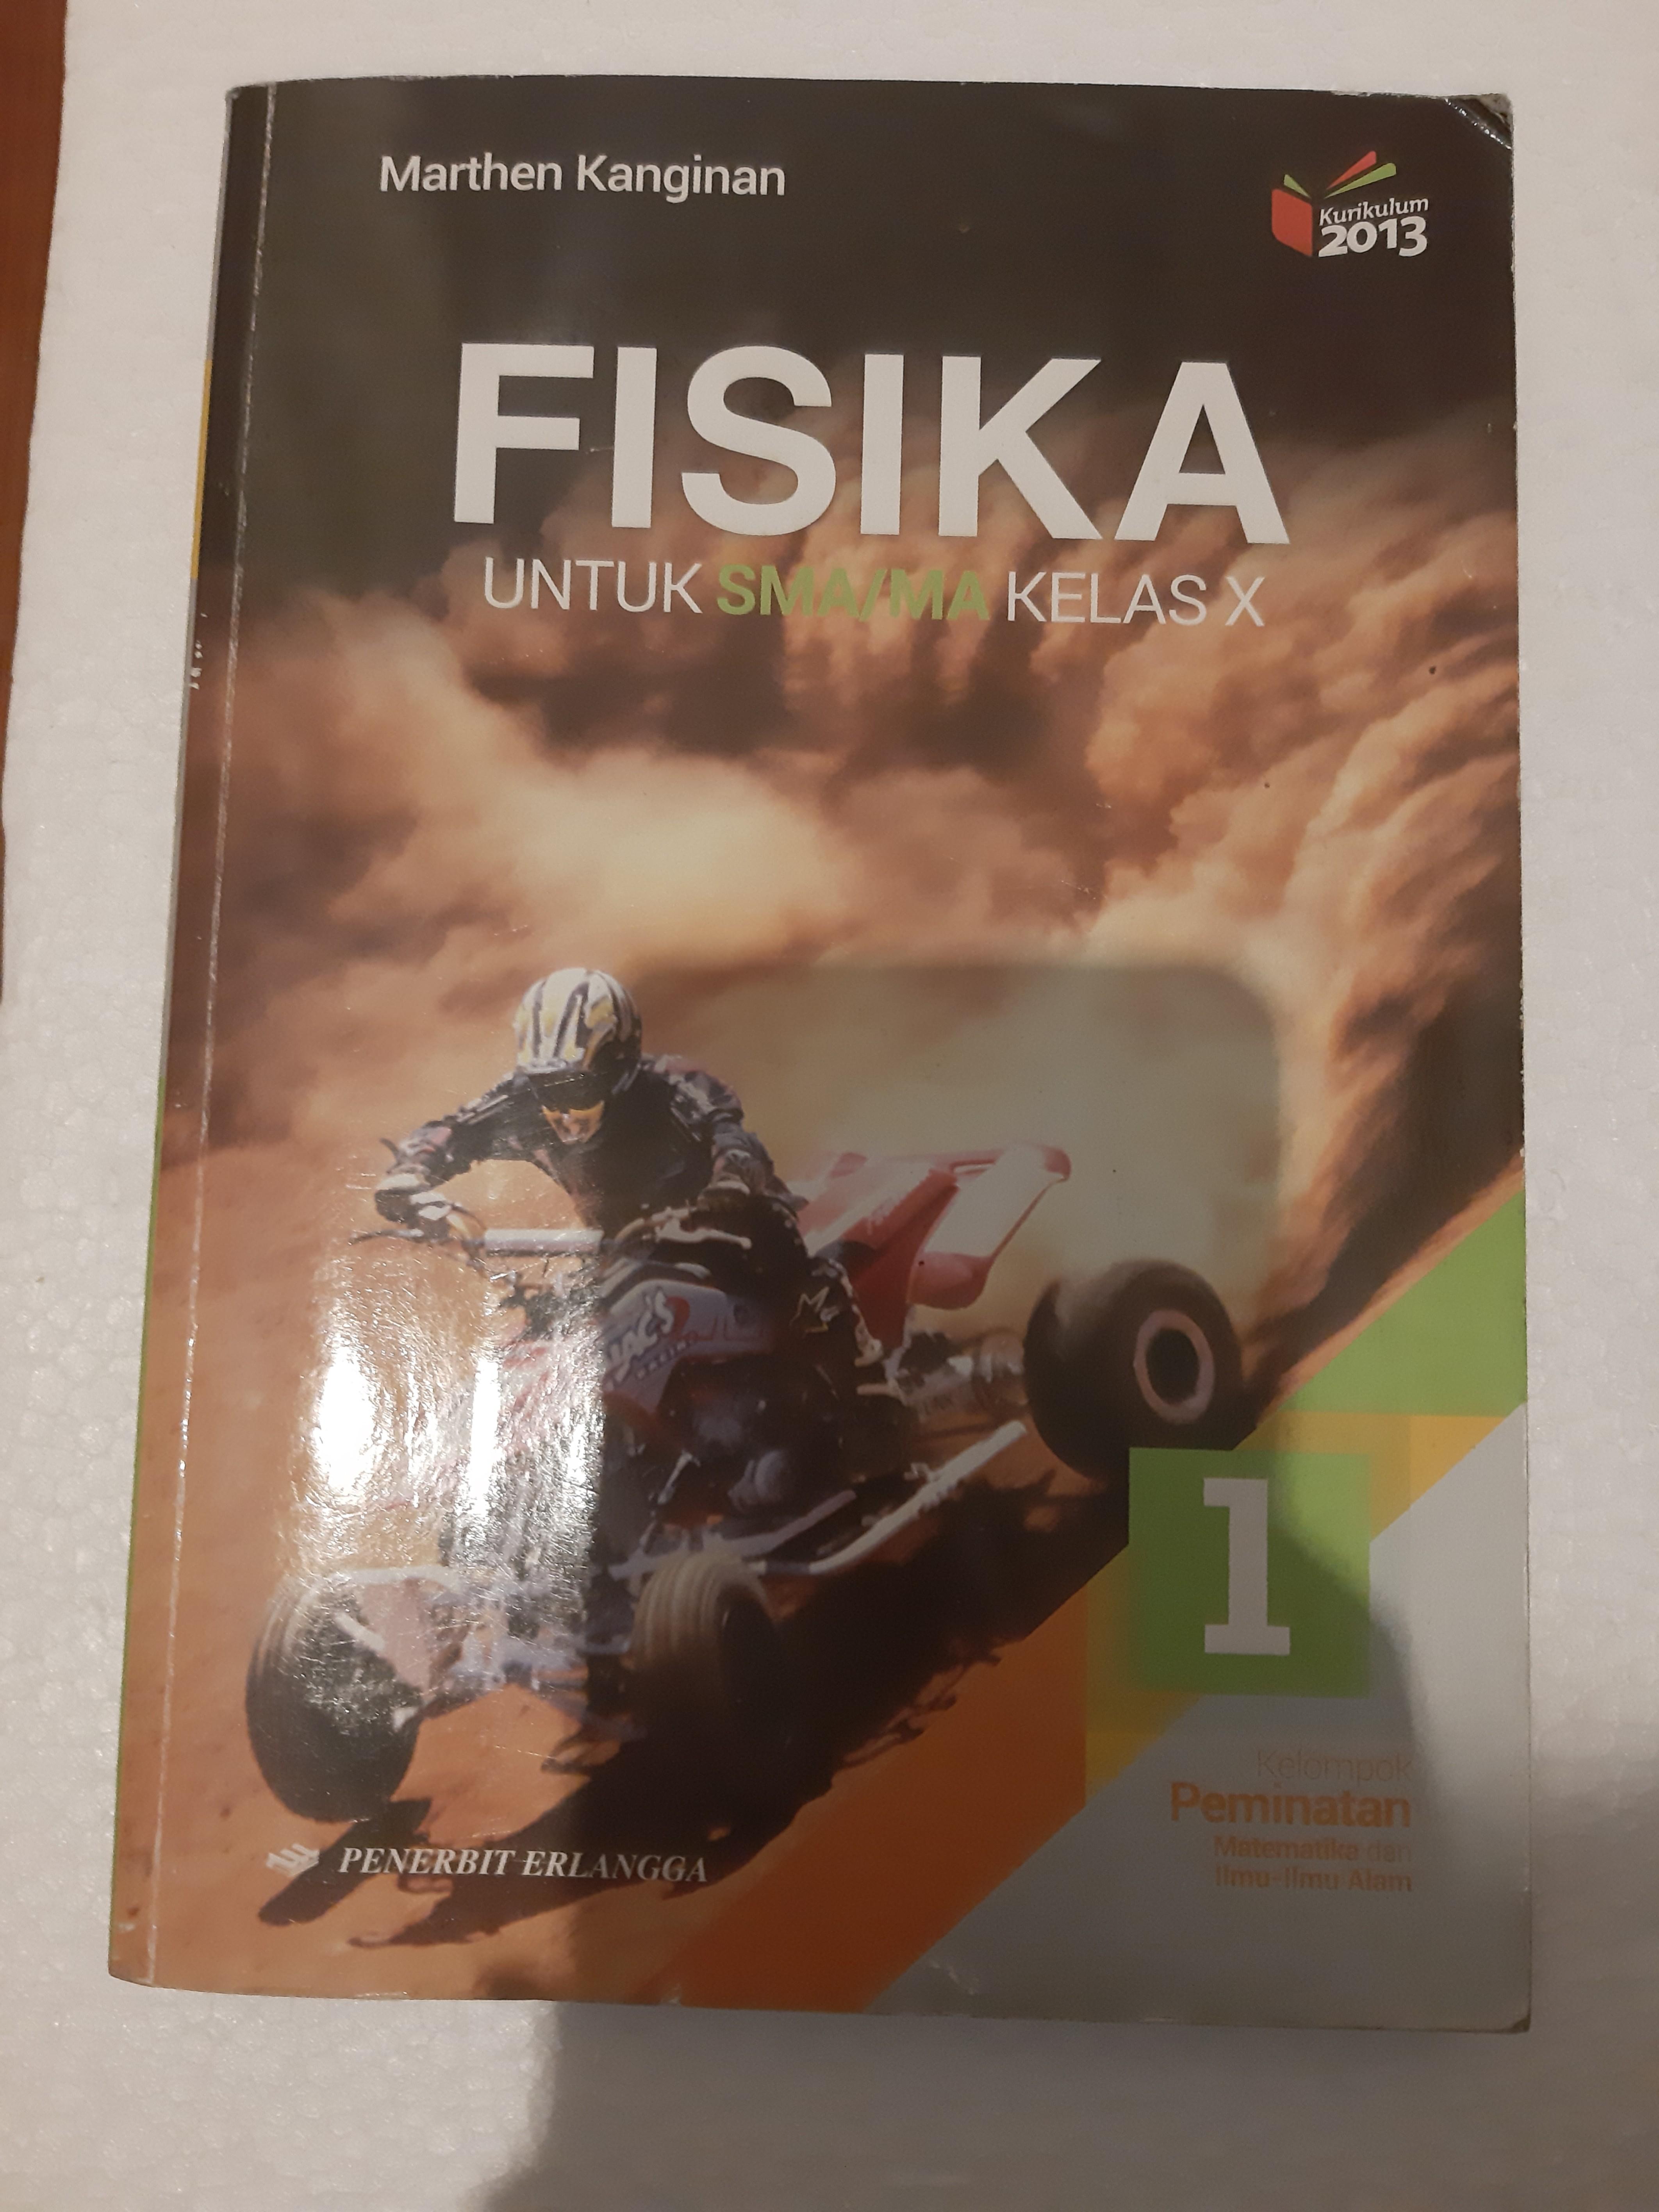 Marthen Kanginan
Kurikulum
2013
FISIKA
UNTUK SMA/MA KELAS X
1
Kelompok
Peminatan
Matematika dan
Ilmu-Ilmu Alam
PENERBIT ERLANGGA